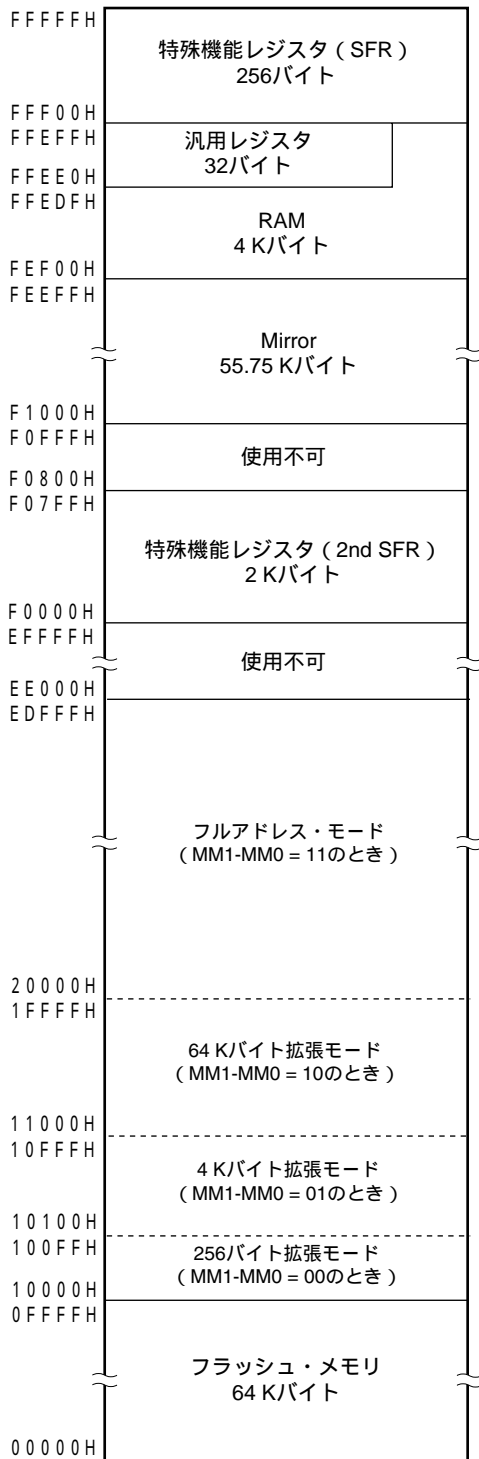 FFFFFH
特殊機能レジスタ（SFR）
256バイト
FFF00H
FFEFFH
汎用レジスタ
32バイト
FFEE0H
FFEDFH
RAM
4 Kバイト
FEF00H
FEEFFH
Mirror
55.75 Kバイト
F1000H
F0FFFH
使用不可
F0800H
F07FFH
特殊機能レジスタ（2nd SFR）
2 Kバイト
F0000H
EFFFFH
使用不可
EE000H
EDFFFH
フルアドレス・モード
（MM1-MM0 = 11のとき）
20000H
1FFFFH
64 Kバイト拡張モード
（MM1-MM0 = 10のとき）
11000H
10FFFH
4 Kバイト拡張モード
（MM1-MM0 = 01のとき）
10100H
100FFH
256バイト拡張モード
（MM1-MM0 = 00のとき）
10000H
0FFFFH
フラッシュ・メモリ
64 Kバイト
00000H